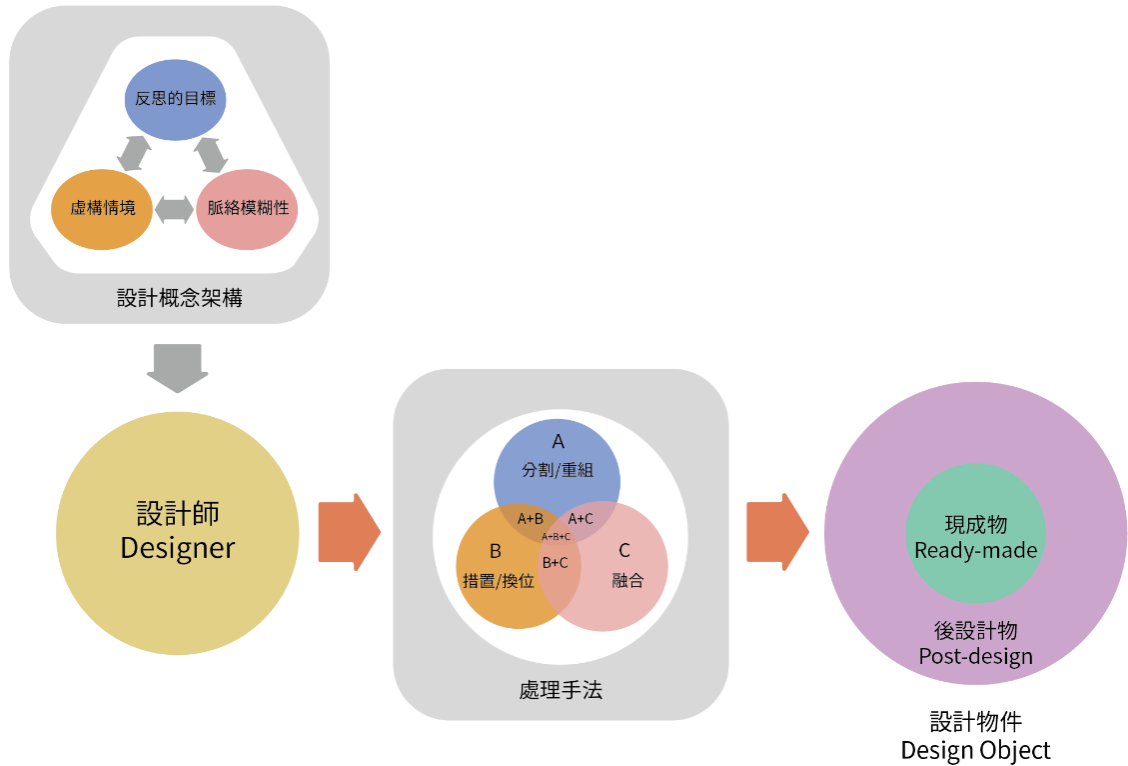 反思的目標
虛構情境
脈絡模糊性
設計概念架構
設計師
Designer
A
分割/重組
A+B
A+C
A+B+C
B
C
B+C
措置/換位
融合
處理手法
現成物
Ready-made
後設計物
Post-design
設計物件
Design Object